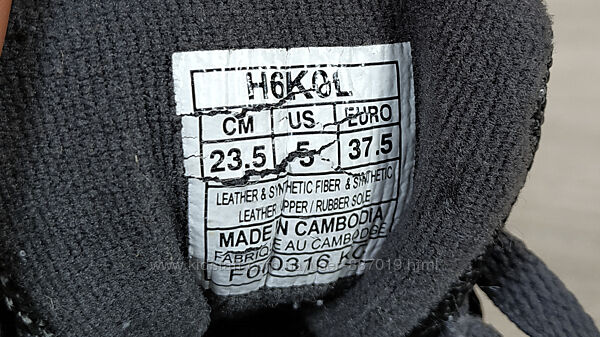 H6K0L
CM US EURO
23.5 5 37.5
LEATHER & SYNTHETIC FIBER & SYNTHETIC
LEATHER UPPER / RUBBER SOLE
MADE IN CAMBODIA
FABRIQUE AU CAMBODGE